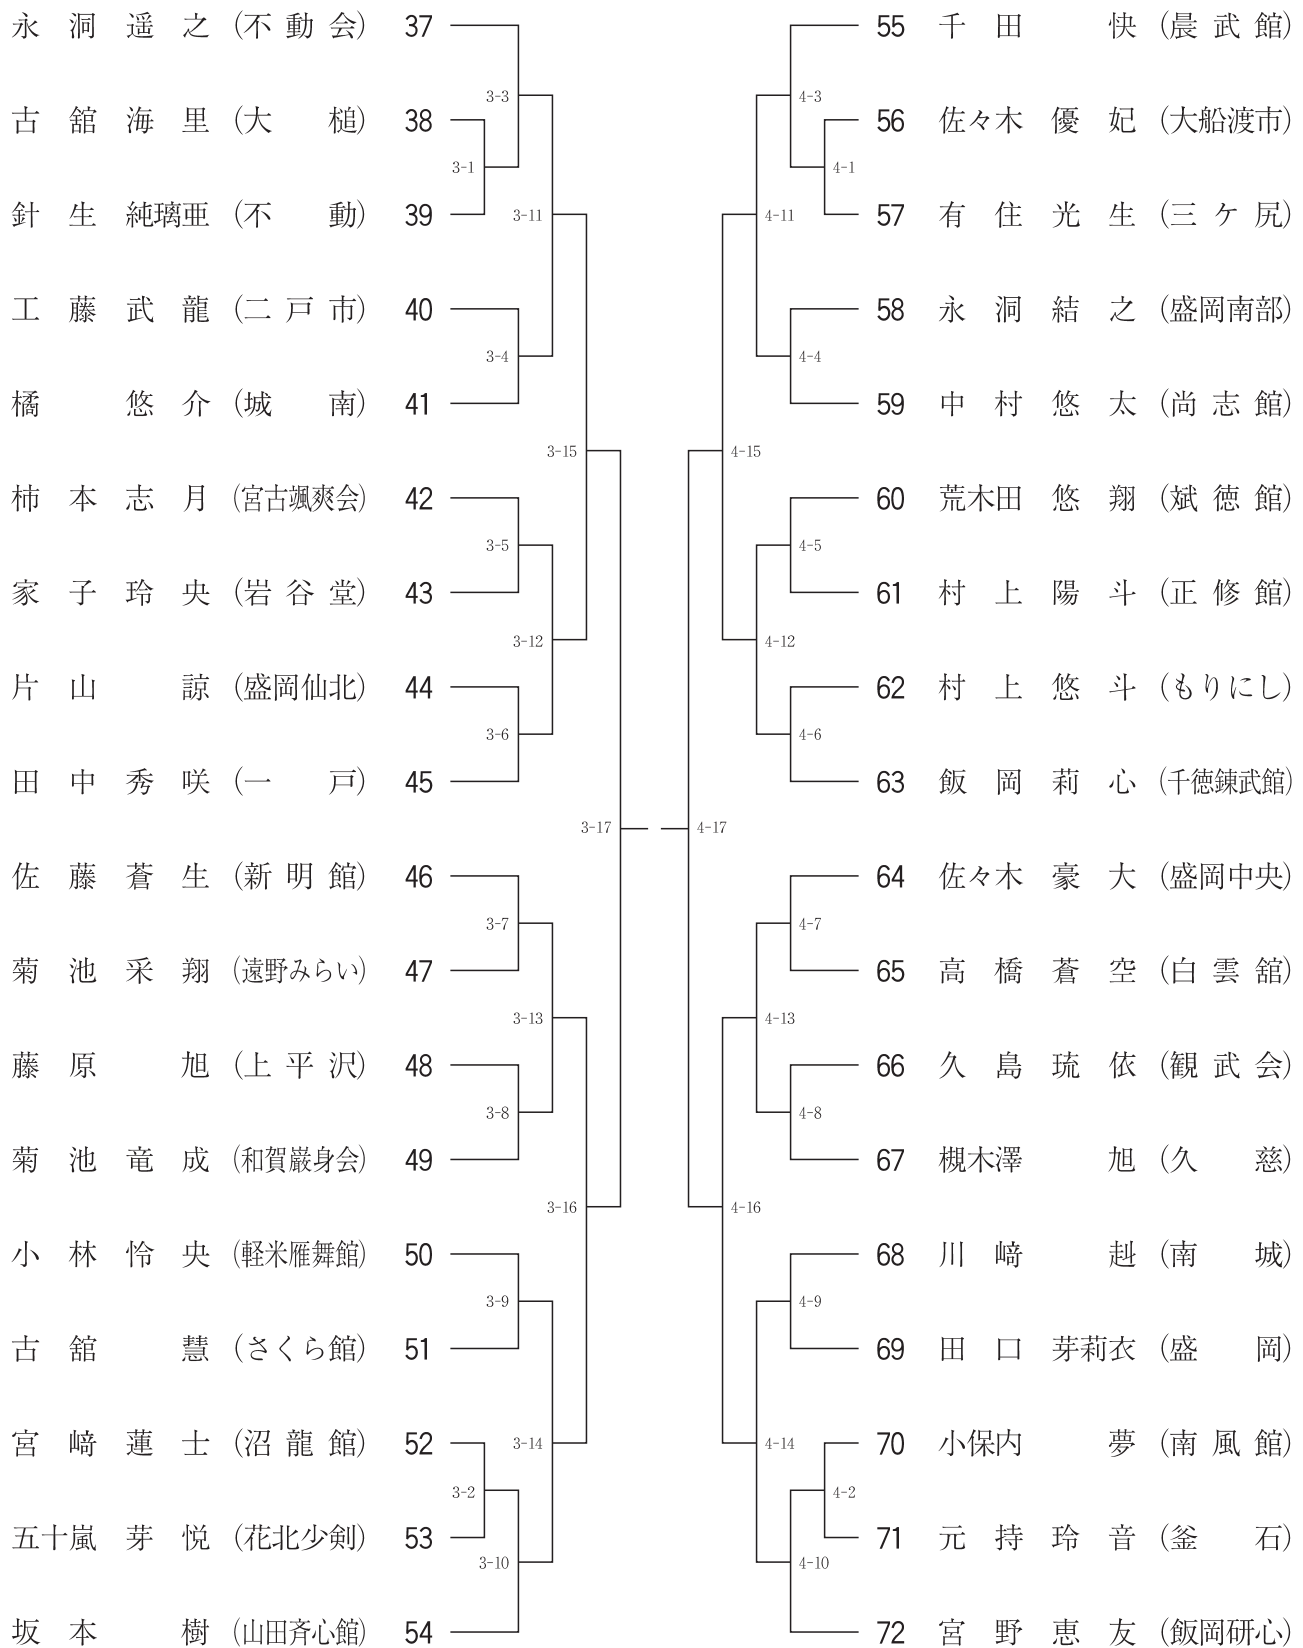 永洞遥之 (不動会) 37
3-3
古舘海里 (大槌) 38
3-1
針生純璃亜 (不動) 39
3-11
工藤武龍 (二戸市) 40
3-4
橘悠介 (城南) 41
3-15
柿本志月 (宮古颯爽会) 42
3-5
家子玲央 (岩谷堂) 43
3-12
片山諒 (盛岡仙北) 44
3-6
田中秀咲 (一戸) 45
3-17
佐藤蒼生 (新明館) 46
3-7
菊池采翔 (遠野みらい) 47
3-13
藤原旭 (上平沢) 48
3-8
菊池竜成 (和賀巌身会) 49
3-16
小林怜央 (軽米雁舞館) 50
3-9
古舘慧 (さくら館) 51
宮﨑蓮士 (沼龍館) 52
3-14
3-2
五十嵐芽悦 (花北少剣) 53
3-10
坂本樹 (山田斉心館) 54
55 千田快 (晨武館)
4-3
56 佐々木優妃 (大船渡市)
4-1
57 有住光生 (三ケ尻)
4-11
58 永洞結之 (盛岡南部)
4-4
59 中村悠太 (尚志館)
4-15
60 荒木田悠翔 (斌徳館)
4-5
61 村上陽斗 (正修館)
4-12
62 村上悠斗 (もりにし)
4-6
63 飯岡莉心 (千徳錬武館)
4-17
64 佐々木豪大 (盛岡中央)
4-7
65 高橋蒼空 (白雲舘)
4-13
66 久島琉依 (観武会)
4-8
67 槻木澤旭 (久慈)
4-16
68 川﨑赳 (南城)
4-9
69 田口芽莉衣 (盛岡)
70 小保内夢 (南風館)
4-14
4-2
71 元持玲音 (釜石)
4-10
72 宮野恵友 (飯岡研心)